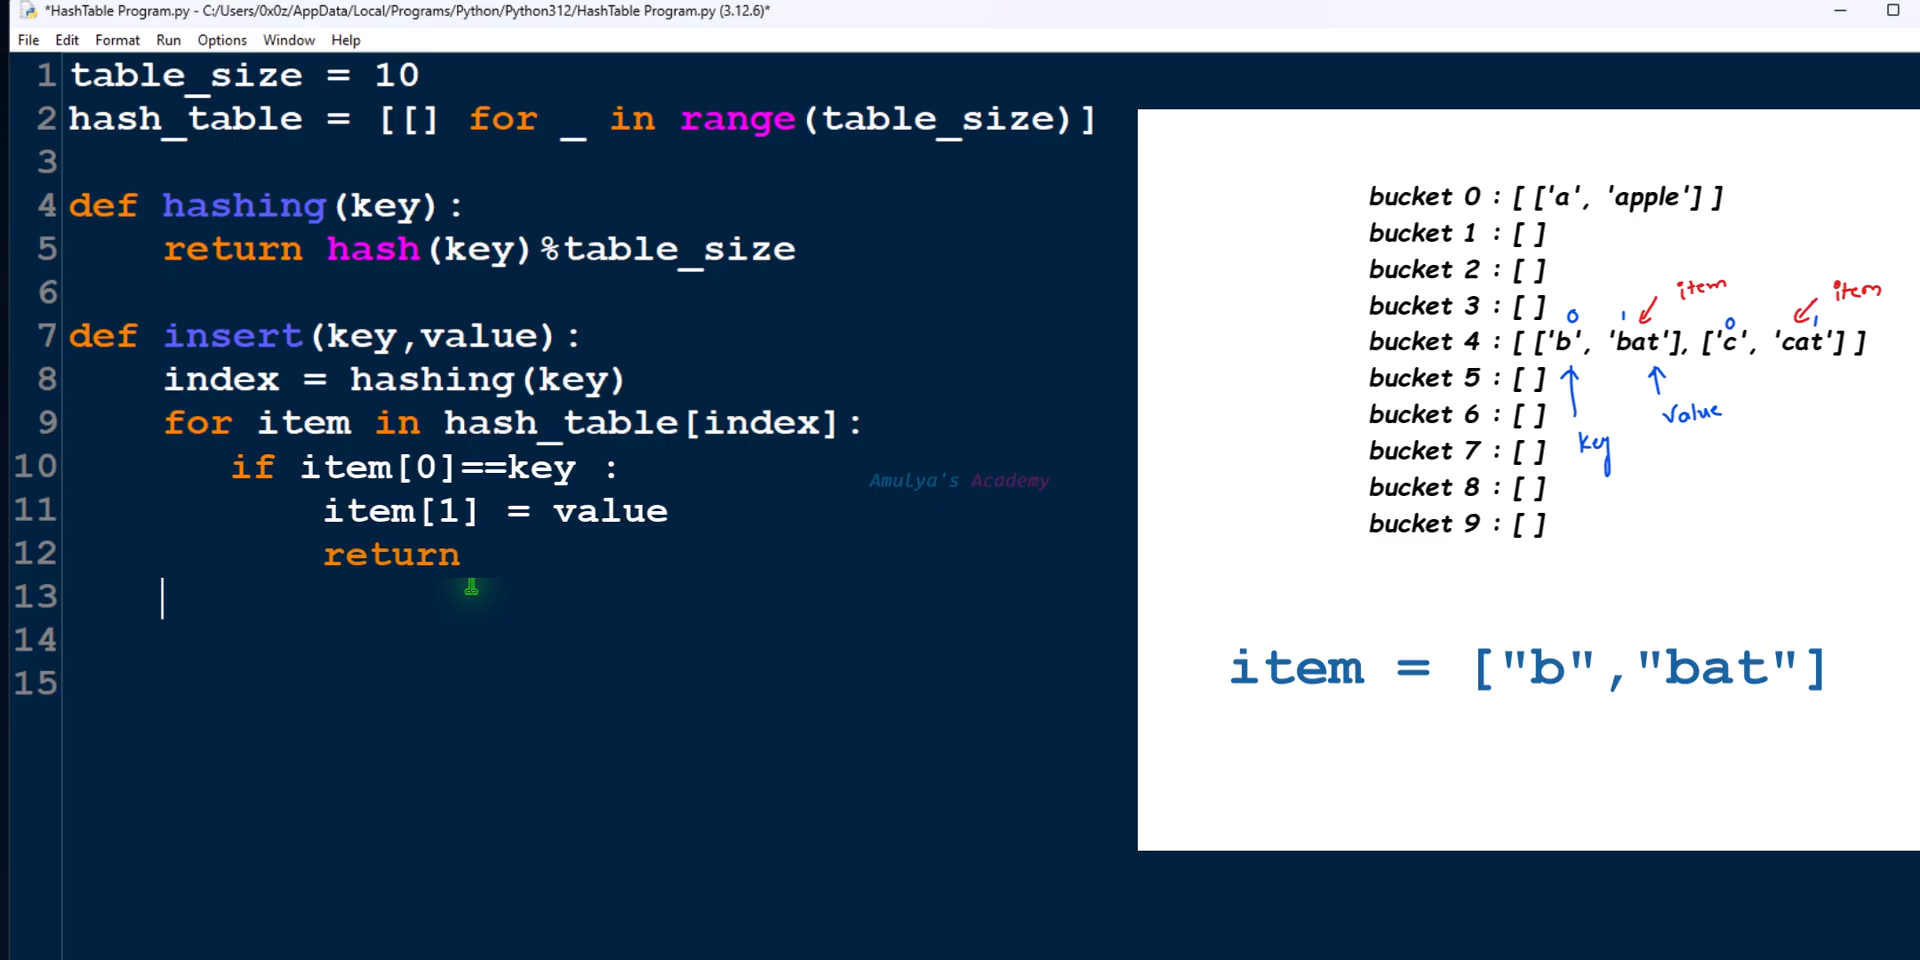 *HashTable Program.py - C:/Users/0x0z/AppData/Local/Programs/Python/Python312/HashTable Program.py (3.12.6)*
File Edit Format Run Options Window Help
1 table_size = 10
2 hash_table = [[] for _ in range(table_size)]
3
4 def hashing(key):
5     return hash(key)%table_size
6
7 def insert(key,value):
8     index = hashing(key)
9     for item in hash_table[index]:
10        if item[0]==key :
11            item[1] = value
12            return
13
14
15
Amulya's Academy
bucket 0 : [ ['a', 'apple'] ]
bucket 1 : [ ]
bucket 2 : [ ]
item item
bucket 3 : [ ]
0 1 0 1
bucket 4 : [ ['b', 'bat'], ['c', 'cat'] ]
bucket 5 : [ ]
bucket 6 : [ ]
value
bucket 7 : [ ]
key
bucket 8 : [ ]
bucket 9 : [ ]
item = ["b","bat"]